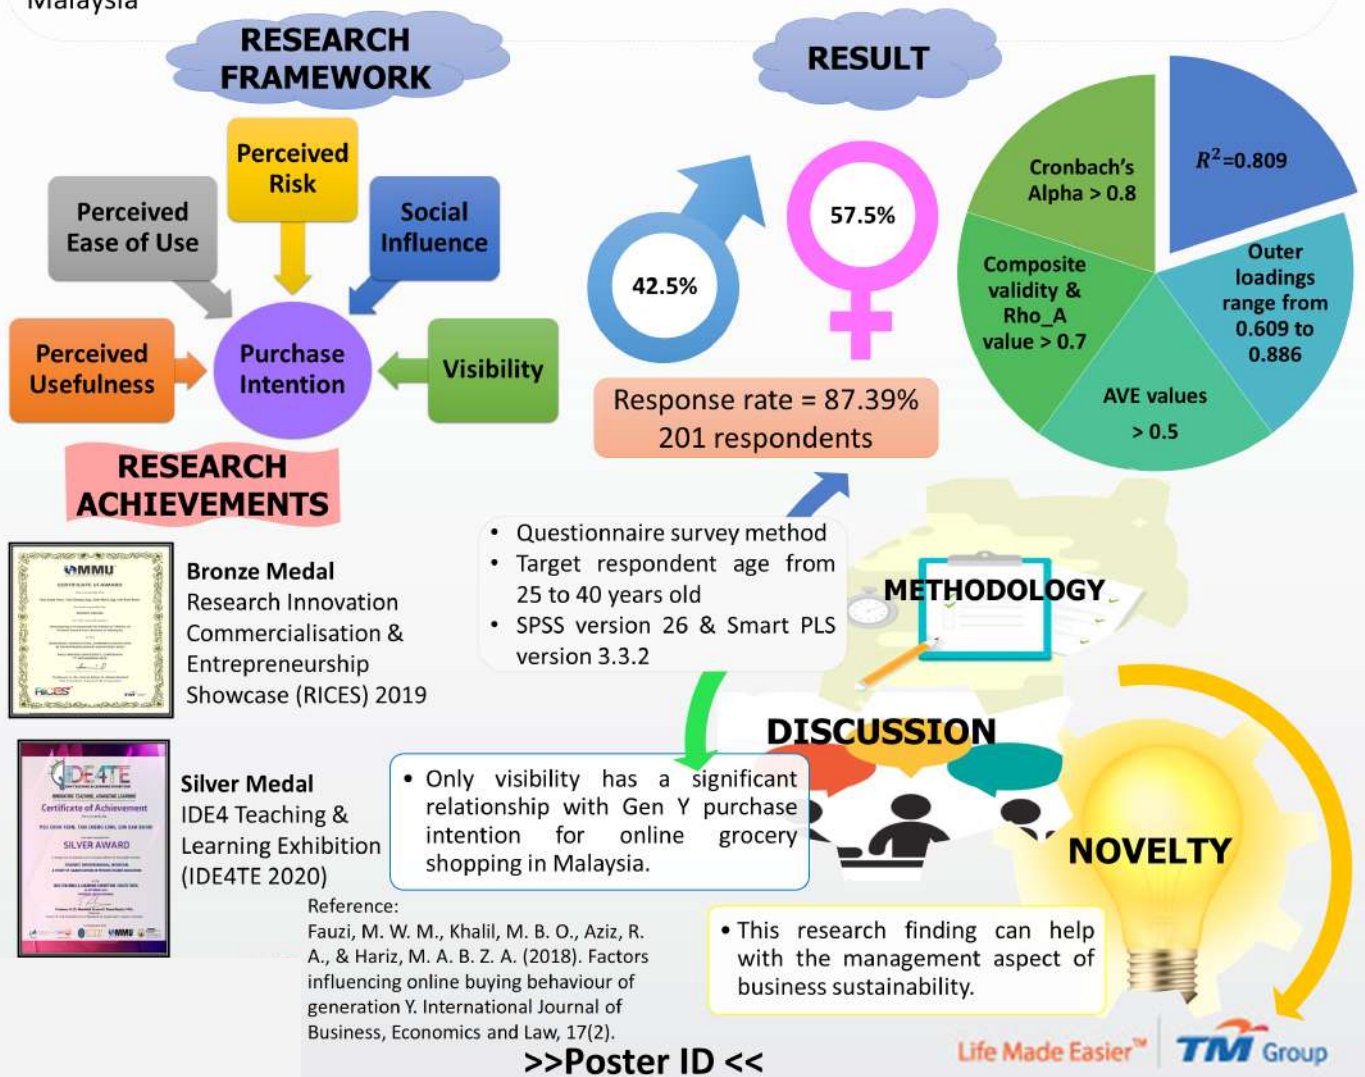 Malaysia
RESEARCH
FRAMEWORK
Perceived
Risk
Perceived
Ease of Use
Social
Influence
Perceived
Usefulness
Purchase
Intention
Visibility
RESULT
42.5%
57.5%
Response rate = 87.39%
201 respondents
Cronbach's
Alpha > 0.8
R²=0.809
Composite
validity &
Rho_A
value > 0.7
Outer
loadings
range from
0.609 to
0.886
AVE values
> 0.5
RESEARCH
ACHIEVEMENTS
MMU
CERTIFICATE OF AWARD
RICES
TM
Bronze Medal
Research Innovation
Commercialisation &
Entrepreneurship
Showcase (RICES) 2019
IDE4TE
Certificate of Achievement
SILVER AWARD
MMU
Silver Medal
IDE4 Teaching &
Learning Exhibition
(IDE4TE 2020)
• Questionnaire survey method
• Target respondent age from
25 to 40 years old
• SPSS version 26 & Smart PLS
version 3.3.2
METHODOLOGY
DISCUSSION
• Only visibility has a significant
relationship with Gen Y purchase
intention for online grocery
shopping in Malaysia.
NOVELTY
• This research finding can help
with the management aspect of
business sustainability.
Reference:
Fauzi, M. W. M., Khalil, M. B. O., Aziz, R.
A., & Hariz, M. A. B. Z. A. (2018). Factors
influencing online buying behaviour of
generation Y. International Journal of
Business, Economics and Law, 17(2).
>>Poster ID <<
Life Made Easier™
TM Group